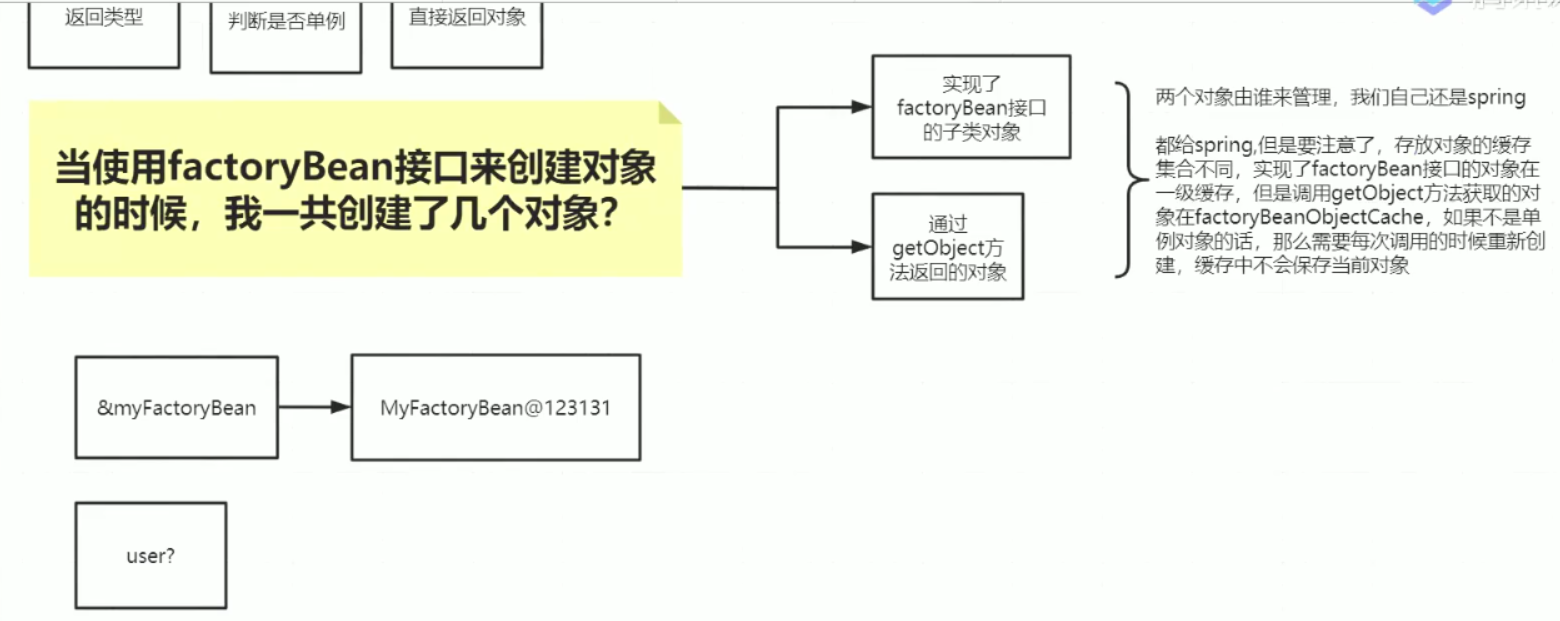 返回类型
判断是否单例
直接返回对象
当使用factoryBean接口来创建对象
的时候，我一共创建了几个对象？
实现了
factoryBean接口
的子类对象
通过
getObject方
法返回的对象
两个对象由谁来管理，我们自己还是spring
都给spring,但是要注意了，存放对象的缓存
集合不同，实现了factoryBean接口的对象在
一级缓存，但是调用getObject方法获取的对
象在factoryBeanObjectCache，如果不是单
例对象的话，那么需要每次调用的时候重新创
建，缓存中不会保存当前对象
&myFactoryBean
MyFactoryBean@123131
user?